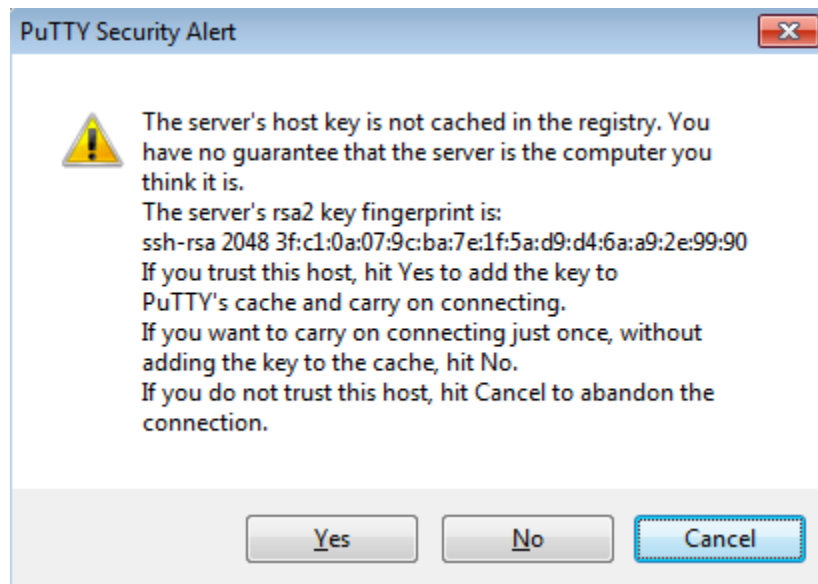 PuTTY Security Alert
The server's host key is not cached in the registry. You
have no guarantee that the server is the computer you
think it is.
The server's rsa2 key fingerprint is:
ssh-rsa 2048 3f:c1:0a:07:9c:ba:7e:1f:5a:d9:d4:6a:a9:2e:99:90
If you trust this host, hit Yes to add the key to
PuTTY's cache and carry on connecting.
If you want to carry on connecting just once, without
adding the key to the cache, hit No.
If you do not trust this host, hit Cancel to abandon the
connection.
Yes No Cancel